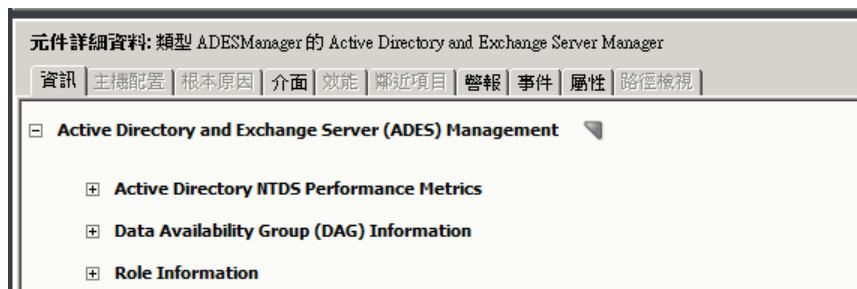 元件詳細資料: 類型 ADESManager 的 Active Directory and Exchange Server Manager
資訊 主機配置 根本原因 介面 效能 鄰近項目 警報 事件 屬性 路徑檢視
Active Directory and Exchange Server (ADES) Management
Active Directory NTDS Performance Metrics
Data Availability Group (DAG) Information
Role Information